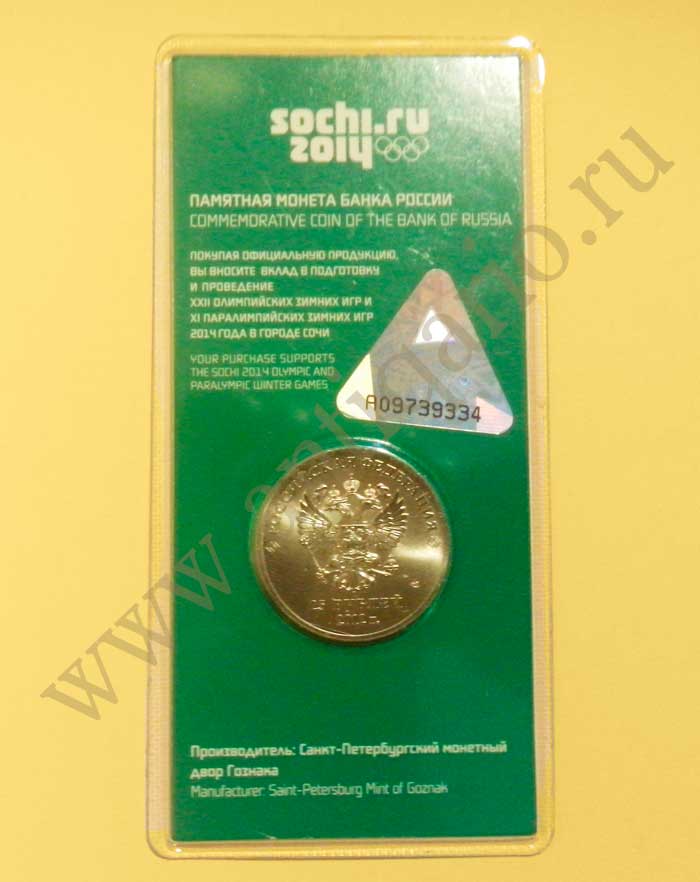 sochi.ru
2014
ПАМЯТНАЯ МОНЕТА БАНКА РОССИИ
COMMEMORATIVE COIN OF THE BANK OF RUSSIA
ПОКУПАЯ ОФИЦИАЛЬНУЮ ПРОДУКЦИЮ,
ВЫ ВНОСИТЕ ВКЛАД В ПОДГОТОВКУ
И ПРОВЕДЕНИЕ
XXII ОЛИМПИЙСКИХ ЗИМНИХ ИГР И
XI ПАРАЛИМПИЙСКИХ ЗИМНИХ ИГР
2014 ГОДА В ГОРОДЕ СОЧИ
YOUR PURCHASE SUPPORTS
THE SOCHI 2014 OLYMPIC AND
PARALYMPIC WINTER GAMES
A09739334
РОССИЙСКАЯ ФЕДЕРАЦИЯ
25 РУБЛЕЙ
Производитель: Санкт-Петербургский монетный
двор Гознака
Manufacturer: Saint-Petersburg Mint of Goznak